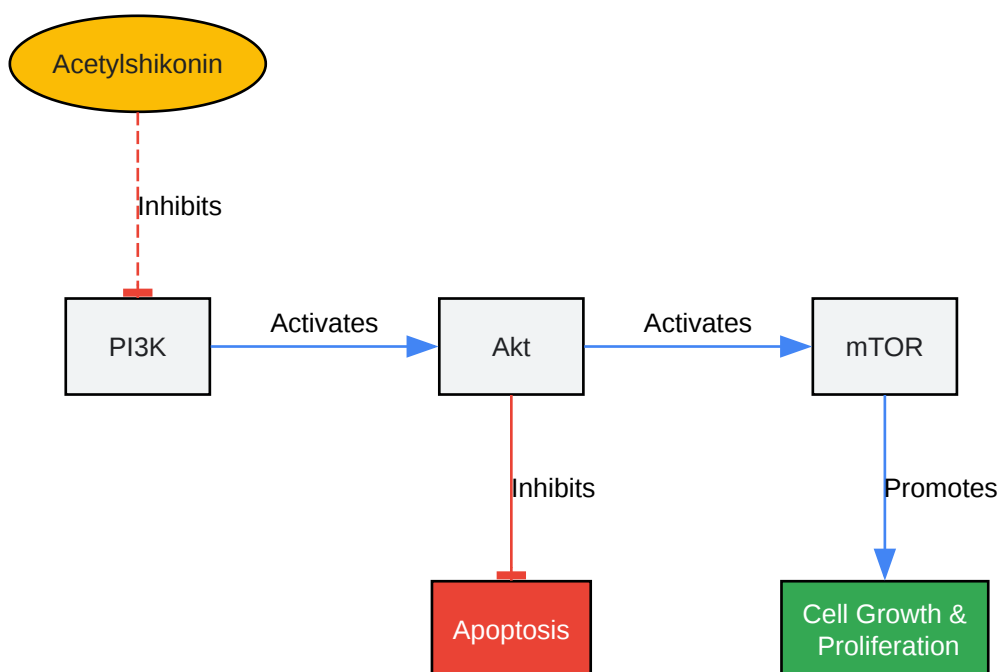 Acetylshikonin
Inhibits
Activates
Activates
PI3K
Akt
mTOR
Inhibits
Promotes
Apoptosis
Cell Growth &
Proliferation